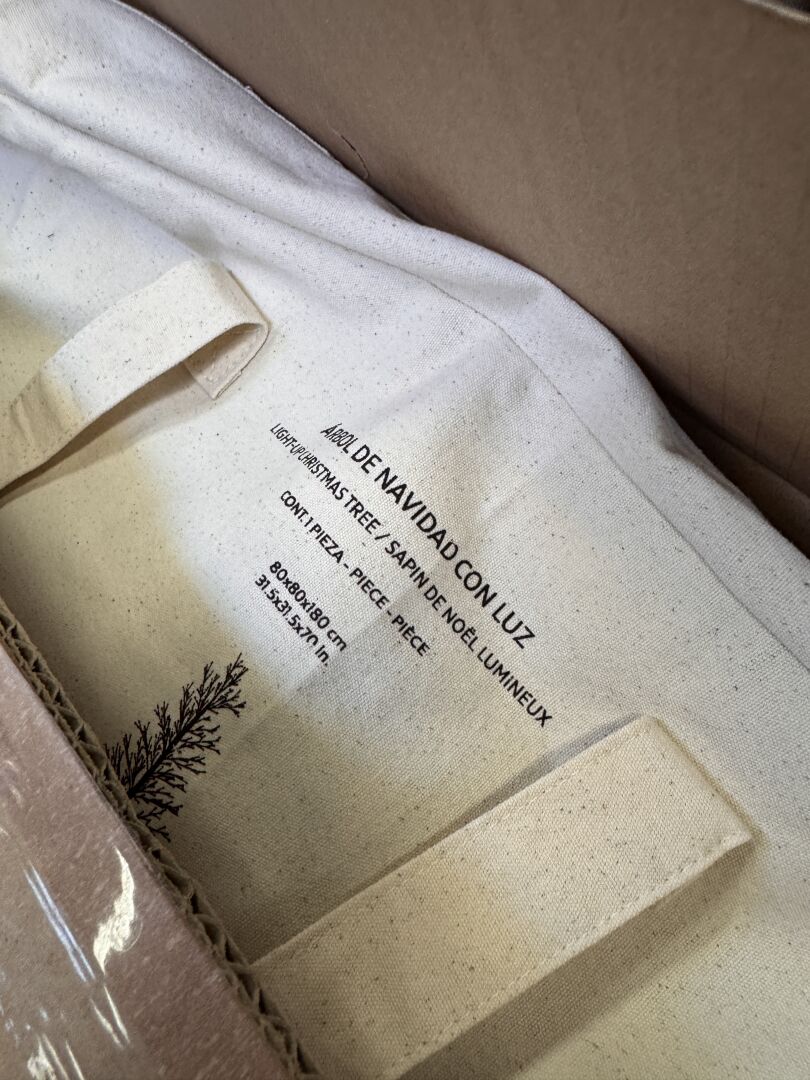 ÁRBOL DE NAVIDAD CON LUZ
LIGHT-UP CHRISTMAS TREE / SAPIN DE NOËL LUMINEUX
CONT. 1 PIEZA - PIECE - PIÈCE
80x80x180 cm
31.5x31.5x70 in.